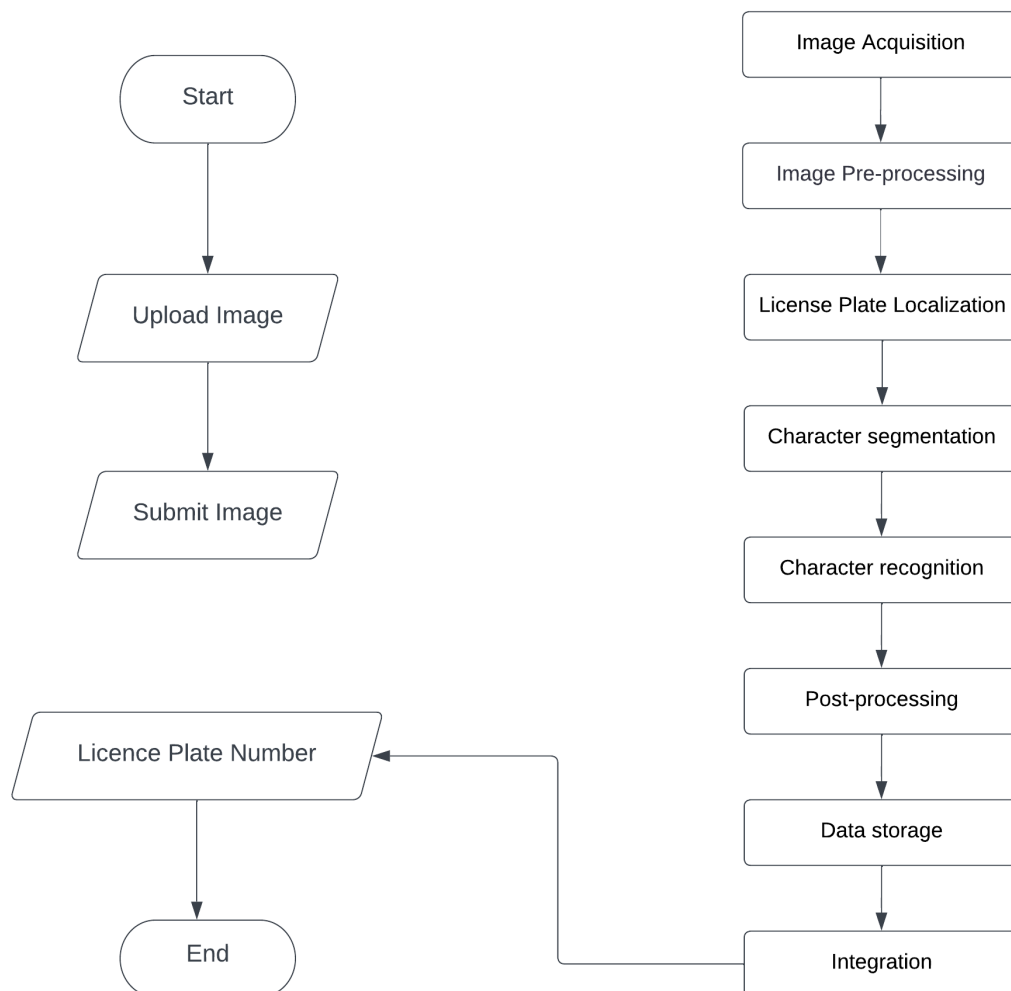 Start
Upload Image
Submit Image
Licence Plate Number
End
Image Acquisition
Image Pre-processing
License Plate Localization
Character segmentation
Character recognition
Post-processing
Data storage
Integration